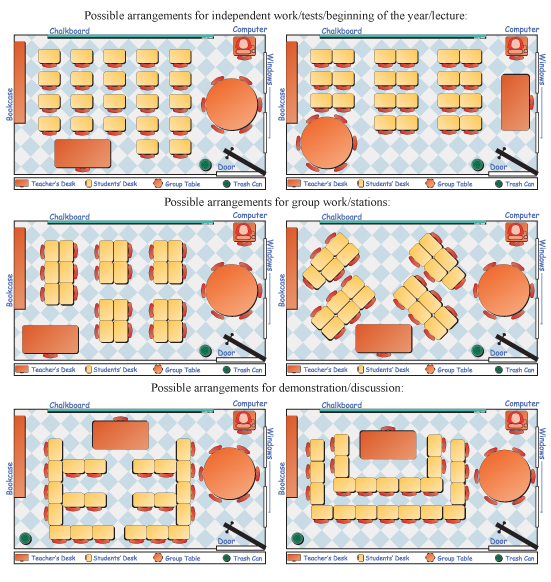 Possible arrangements for independent work/tests/beginning of the year/lecture:
Chalkboard
Computer
Windows
Bookcase
Door
Teacher's Desk Students' Desk Group Table Trash Can
Chalkboard
Computer
Windows
Bookcase
Door
Teacher's Desk Students' Desk Group Table Trash Can
Possible arrangements for group work/stations:
Chalkboard
Computer
Windows
Bookcase
Door
Teacher's Desk Students' Desk Group Table Trash Can
Chalkboard
Computer
Windows
Bookcase
Door
Teacher's Desk Students' Desk Group Table Trash Can
Possible arrangements for demonstration/discussion:
Chalkboard
Computer
Windows
Bookcase
Door
Teacher's Desk Students' Desk Group Table Trash Can
Chalkboard
Computer
Windows
Bookcase
Door
Teacher's Desk Students' Desk Group Table Trash Can